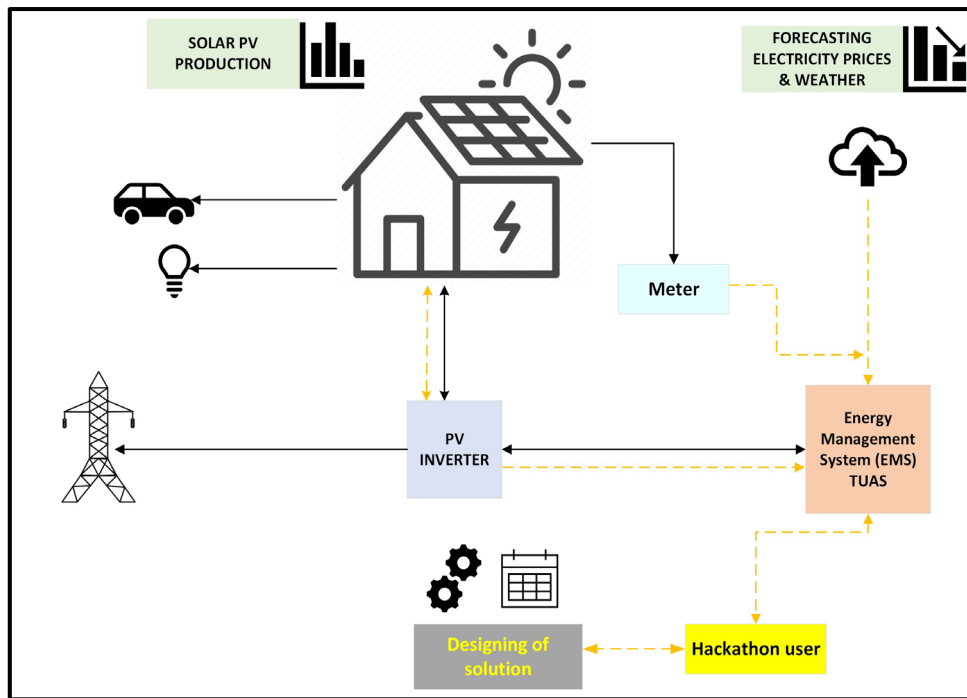 SOLAR PV
PRODUCTION
FORECASTING
ELECTRICITY PRICES
& WEATHER
Meter
PV
INVERTER
Energy
Management
System (EMS)
TUAS
Designing of
solution
Hackathon user